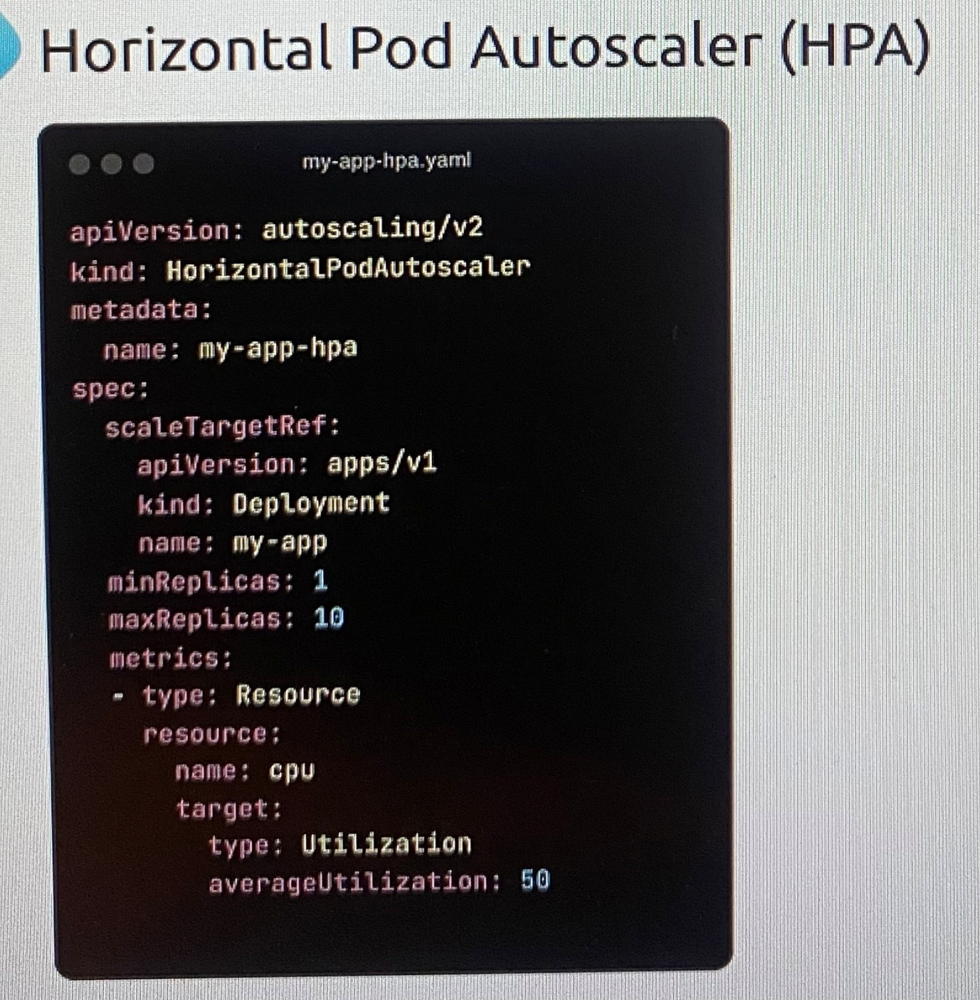 Horizontal Pod Autoscaler (HPA)
my-app-hpa.yaml
apiVersion: autoscaling/v2
kind: HorizontalPodAutoscaler
metadata:
  name: my-app-hpa
spec:
  scaleTargetRef:
    apiVersion: apps/v1
    kind: Deployment
    name: my-app
  minReplicas: 1
  maxReplicas: 10
  metrics:
  - type: Resource
    resource:
      name: cpu
      target:
        type: Utilization
        averageUtilization: 50